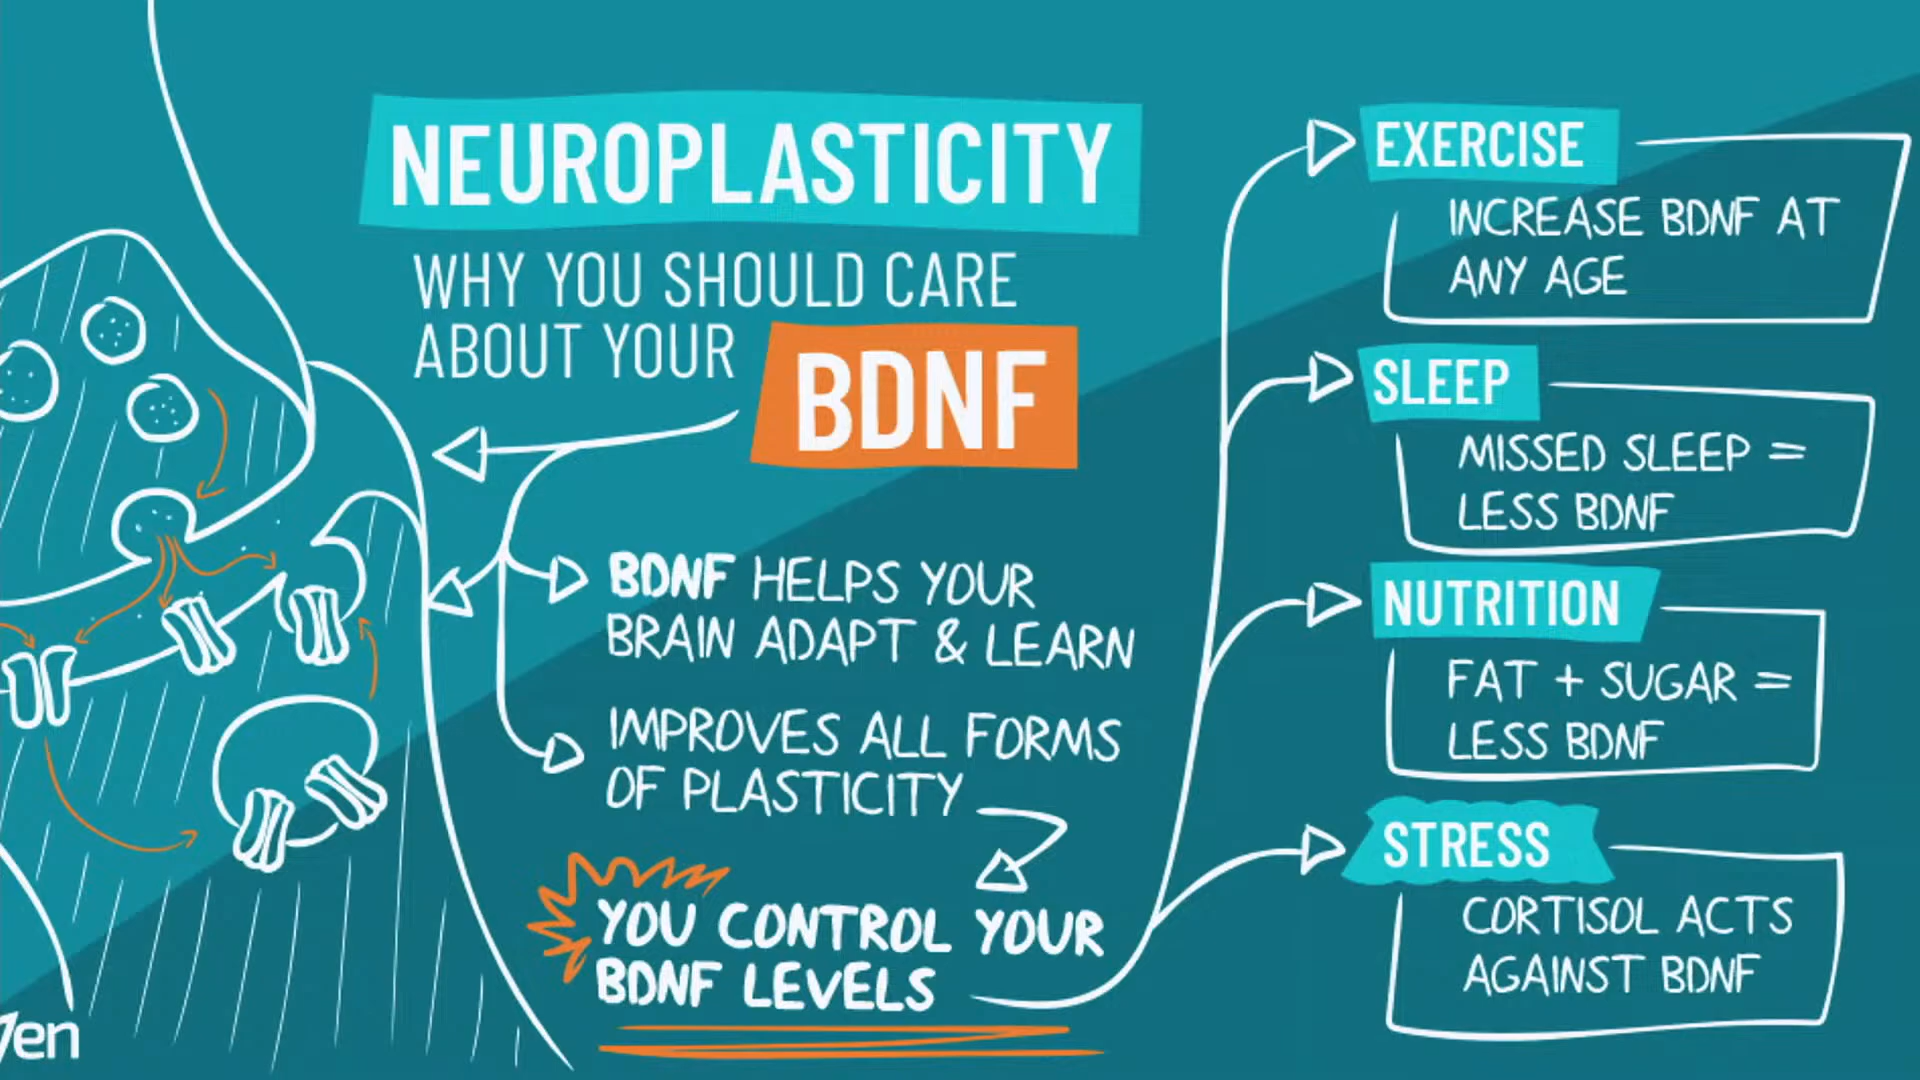 NEUROPLASTICITY
WHY YOU SHOULD CARE
ABOUT YOUR
BDNF
BDNF HELPS YOUR
BRAIN ADAPT & LEARN
IMPROVES ALL FORMS
OF PLASTICITY
YOU CONTROL YOUR
BDNF LEVELS
EXERCISE
INCREASE BDNF AT
ANY AGE
SLEEP
MISSED SLEEP =
LESS BDNF
NUTRITION
FAT + SUGAR =
LESS BDNF
STRESS
CORTISOL ACTS
AGAINST BDNF